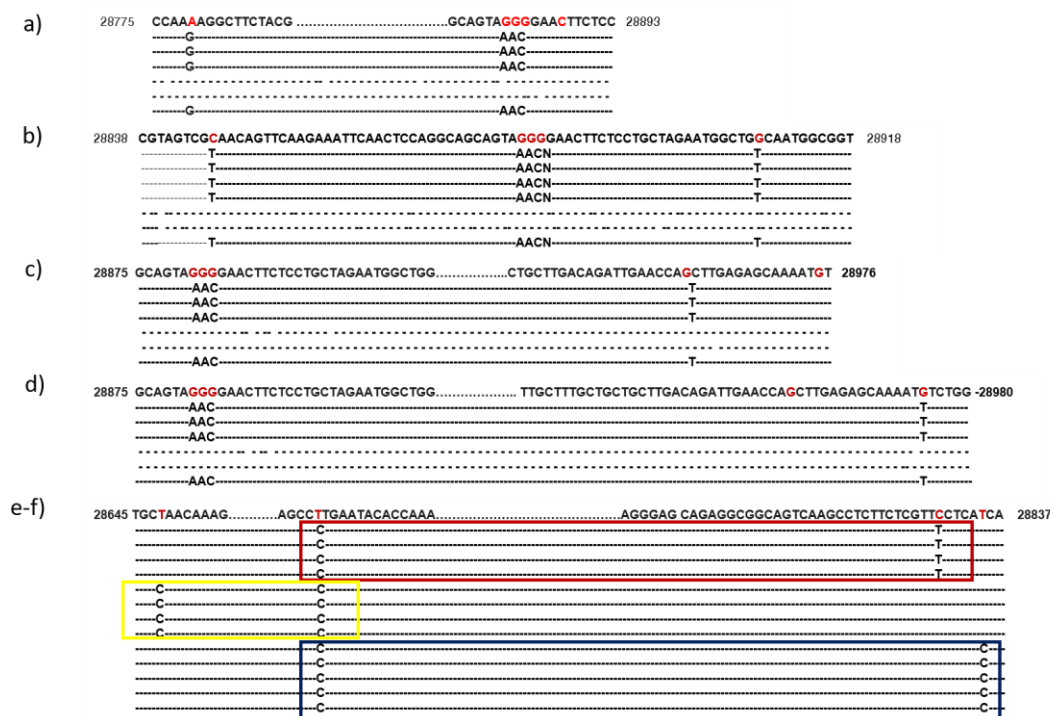 a) 28775 CCAAAAGGCTTCTACG ....................................... GCAGTAGGGGAACTTCTCC 28893
G AAC
G AAC
G AAC
G AAC
b) 28838 CGTAGTCGCAACAGTTCAAGAAATTCAACTCCAGGCAGCAGTAGGGGAACTTCTCCTGCTAGAATGGCTGGCAATGGCGGT 28918
T AACN T
T AACN T
T AACN T
T AACN T
T AACN T
c) 28875 GCAGTAGGGGAACTTCTCCTGCTAGAATGGCTGG..................CTGCTTGACAGATTGAACCAGCTTGAGAGCAAAATGT 28976
AAC T
AAC T
AAC T
AAC T
d) 28875 GCAGTAGGGGAACTTCTCCTGCTAGAATGGCTGG.................... TTGCTTTGCTGCTGCTTGACAGATTGAACCAGCTTGAGAGCAAAATGTCTGG -28980
AAC T
AAC T
AAC T
AAC T
e-f) 28645 TGCTAACAAAG............AGCCTTGAATACACCAAA..............................................AGGGAG CAGAGGCGGCAGTCAAGCCTCTTCTCGTTCCTCATCA 28837
C T
C T
C T
C T
C C
C C
C C
C C
C C
C C
C C
C C
C C